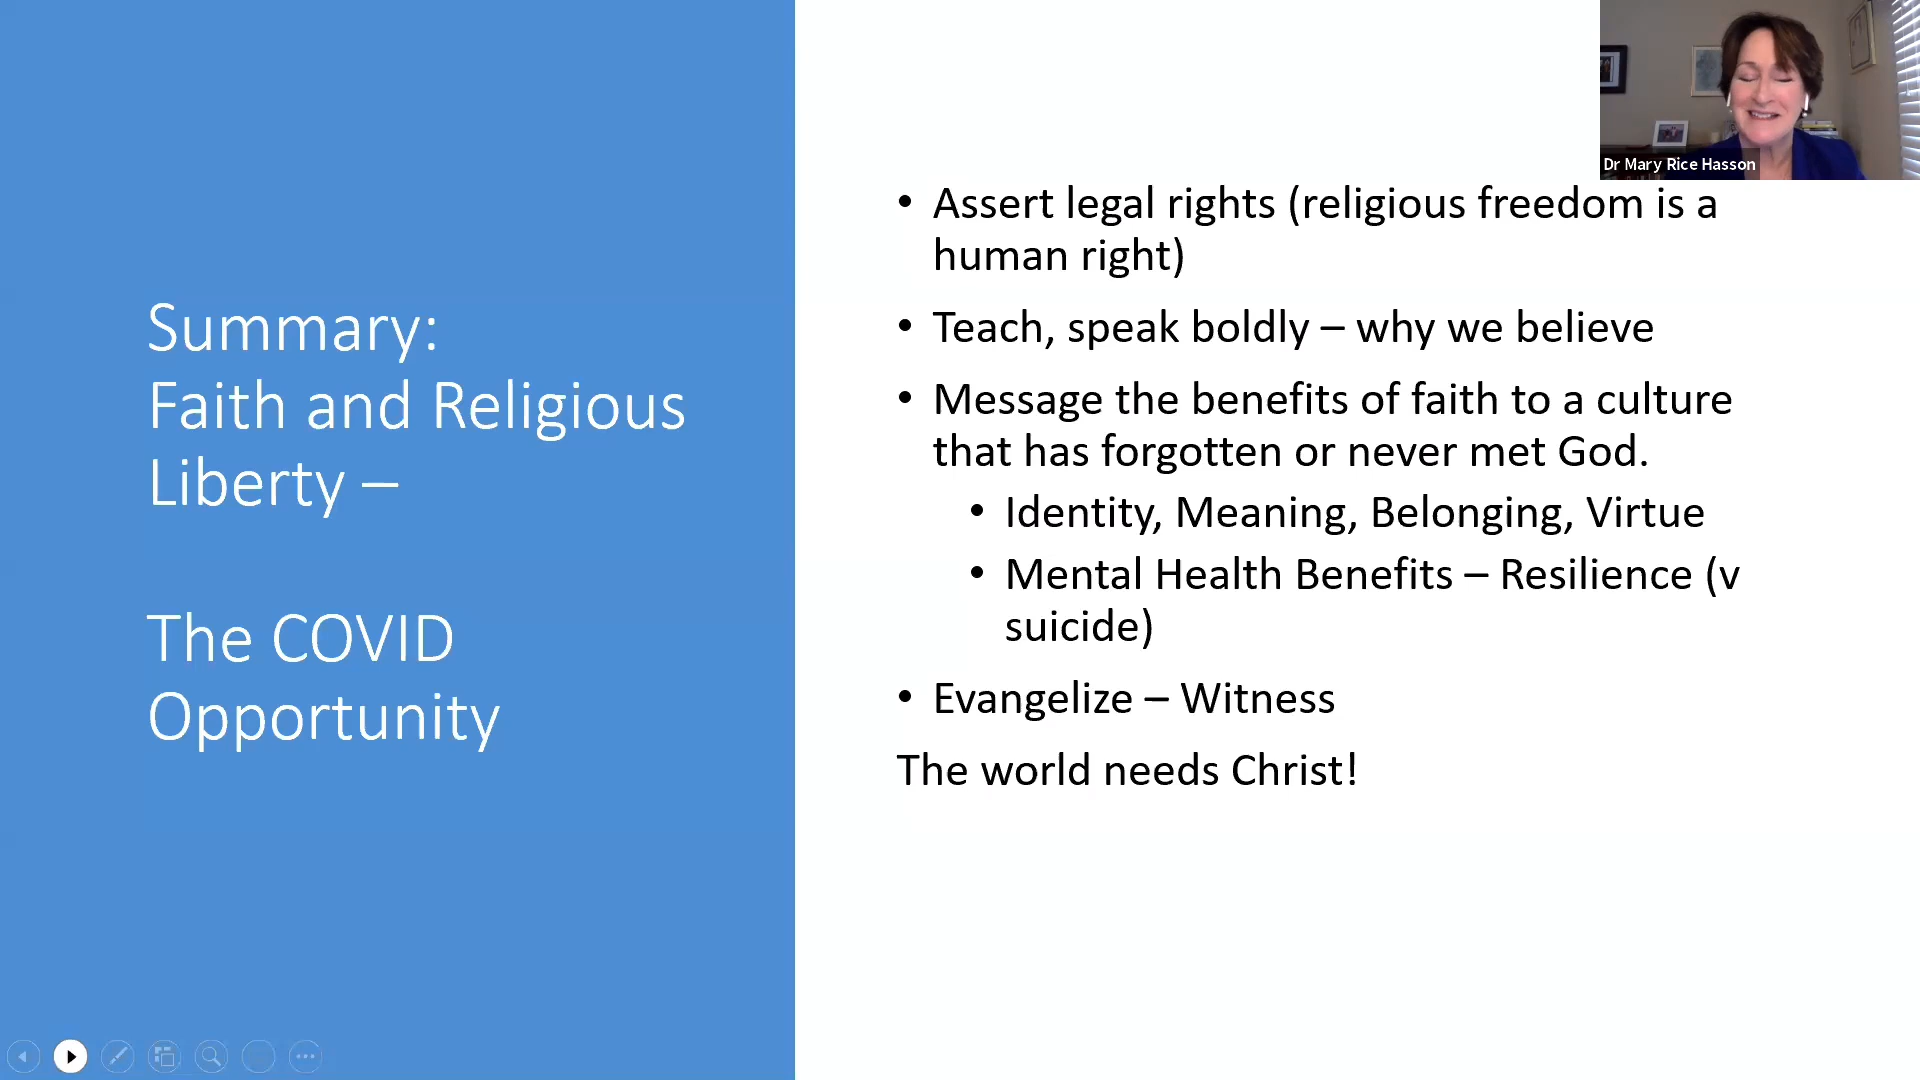 Summary:
Faith and Religious
Liberty –
The COVID
Opportunity
Dr Mary Rice Hasson
• Assert legal rights (religious freedom is a
human right)
• Teach, speak boldly – why we believe
• Message the benefits of faith to a culture
that has forgotten or never met God.
• Identity, Meaning, Belonging, Virtue
• Mental Health Benefits – Resilience (v
suicide)
• Evangelize – Witness
The world needs Christ!